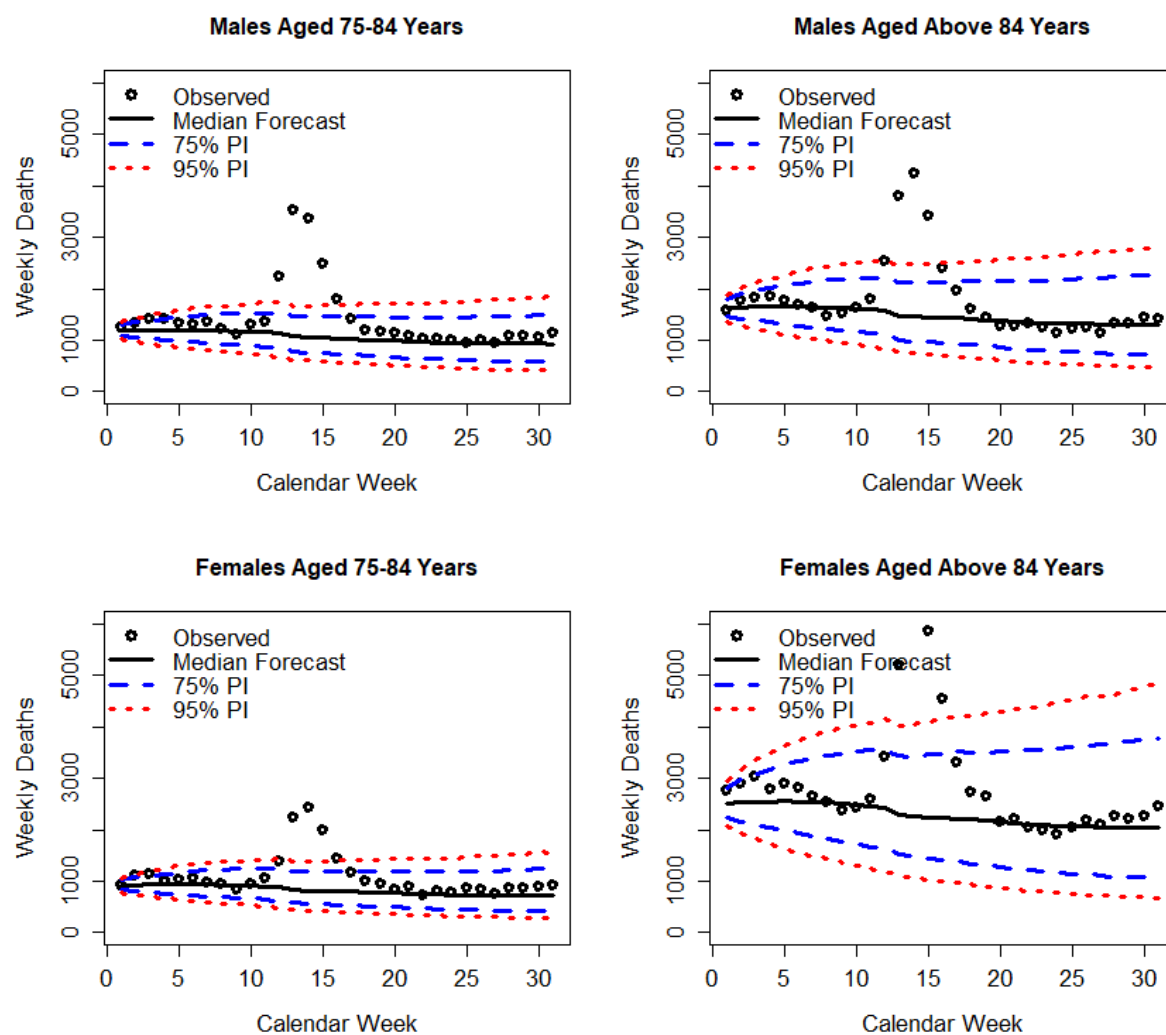 Males Aged 75-84 Years
Observed
Median Forecast
75% PI
95% PI
Weekly Deaths
0 1000 3000 5000
0 5 10 15 20 25 30
Calendar Week
Males Aged Above 84 Years
Observed
Median Forecast
75% PI
95% PI
Weekly Deaths
0 1000 3000 5000
0 5 10 15 20 25 30
Calendar Week
Females Aged 75-84 Years
Observed
Median Forecast
75% PI
95% PI
Weekly Deaths
0 1000 3000 5000
0 5 10 15 20 25 30
Calendar Week
Females Aged Above 84 Years
Observed
Median Forecast
75% PI
95% PI
Weekly Deaths
0 1000 3000 5000
0 5 10 15 20 25 30
Calendar Week